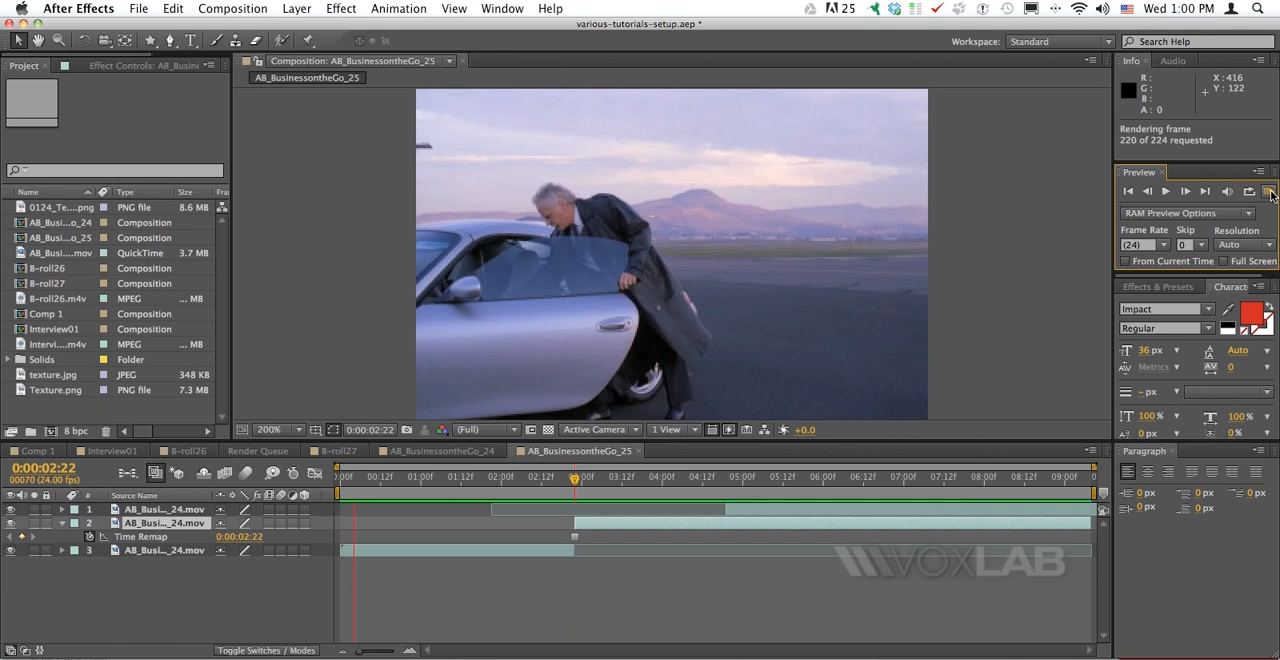 After Effects File Edit Composition Layer Effect Animation View Window Help 25 Wed 1:00 PM
various-tutorials-setup.aep *
Workspace: Standard Search Help
Project Effect Controls: AB_Busin
Composition: AB_BusinessontheGo_25
AB_BusinessontheGo_25
Info Audio
R:
G:
B:
A: 0
X: 416
Y: 122
Rendering frame
220 of 224 requested
Preview
RAM Preview Options
Frame Rate Skip Resolution
(24) 0 Auto
From Current Time Full Screen
Effects & Presets Charact
Impact
Regular
36 px Auto
Metrics 0
- px
100% 100%
0 px 0%
Name Type Size Fra
0124_Te....png PNG file 8.6 MB
AB_Busi...o_24 Composition
AB_Busi...o_25 Composition
AB_Busi....mov QuickTime 3.7 MB
B-roll26 Composition
B-roll27 Composition
B-roll26.m4v MPEG ... MB
Comp 1 Composition
Interview01 Composition
Intervi....m4v MPEG ... MB
Solids Folder
texture.jpg JPEG 348 KB
Texture.png PNG file 7.3 MB
8 bpc
200% 0:00:02:22 (Full) Active Camera 1 View +0.0
Comp 1 Interview01 B-roll26 Render Queue B-roll27 AB_BusinessontheGo_24 AB_BusinessontheGo_25
0:00:02:22
00070 (24.00 fps)
:00f 00:12f 01:00f 01:12f 02:00f 02:12f 03:00f 03:12f 04:00f 04:12f 05:00f 05:12f 06:00f 06:12f 07:00f 07:12f 08:00f 08:12f 09:00f 0
# Source Name
1 AB_Busi..._24.mov
2 AB_Busi..._24.mov
Time Remap 0:00:02:22
3 AB_Busi..._24.mov
VOXLAB
Toggle Switches / Modes
Paragraph
0 px 0 px 0 px
0 px 0 px